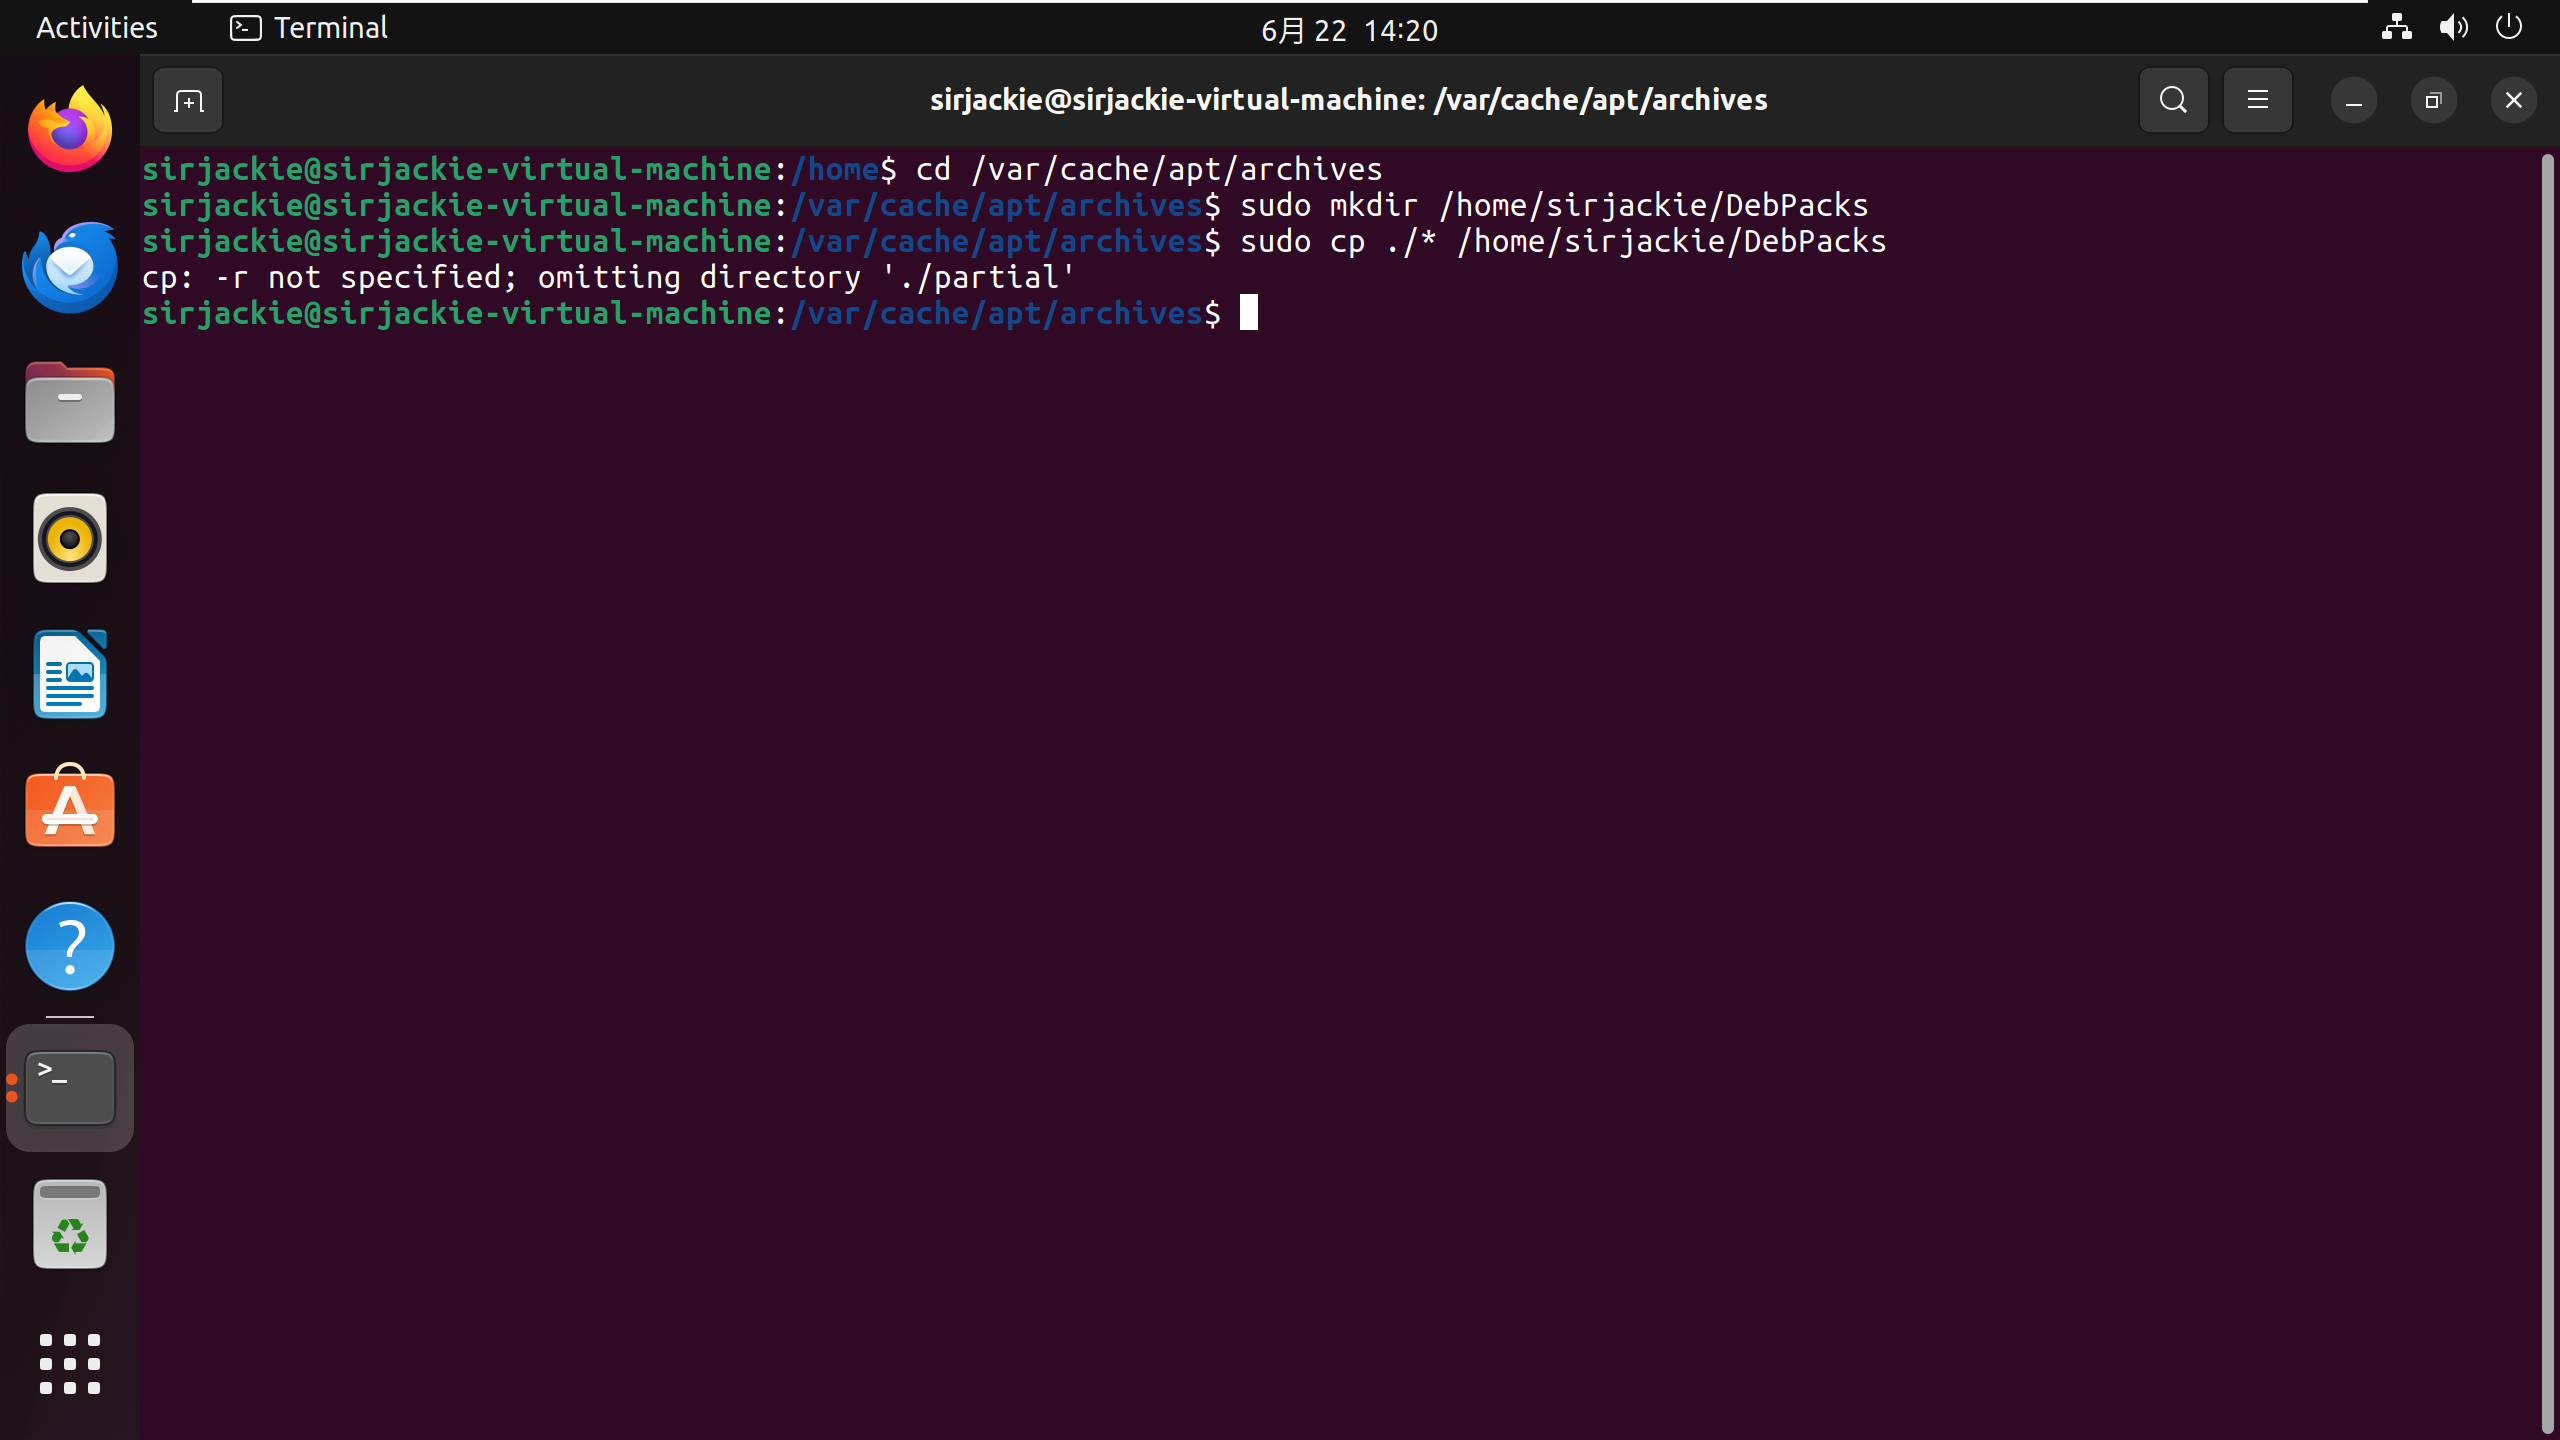 Activities
Terminal
6月 22 14:20
sirjackie@sirjackie-virtual-machine: /var/cache/apt/archives
sirjackie@sirjackie-virtual-machine:/home$ cd /var/cache/apt/archives
sirjackie@sirjackie-virtual-machine:/var/cache/apt/archives$ sudo mkdir /home/sirjackie/DebPacks
sirjackie@sirjackie-virtual-machine:/var/cache/apt/archives$ sudo cp ./* /home/sirjackie/DebPacks
cp: -r not specified; omitting directory './partial'
sirjackie@sirjackie-virtual-machine:/var/cache/apt/archives$